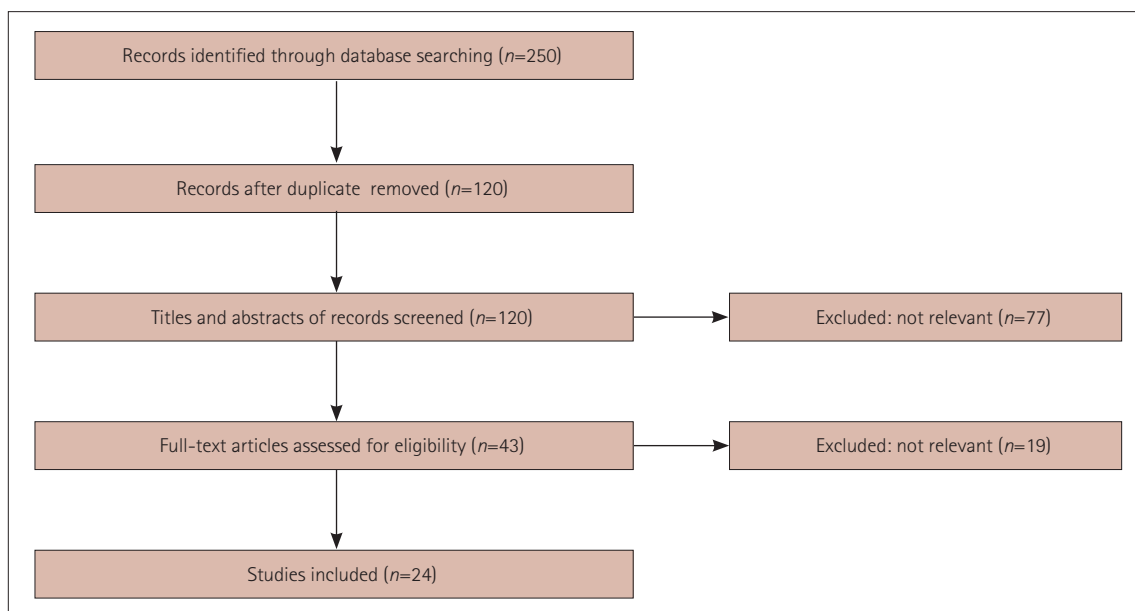 Records identified through database searching (n=250)
Records after duplicate removed (n=120)
Titles and abstracts of records screened (n=120)
Excluded: not relevant (n=77)
Full-text articles assessed for eligibility (n=43)
Excluded: not relevant (n=19)
Studies included (n=24)